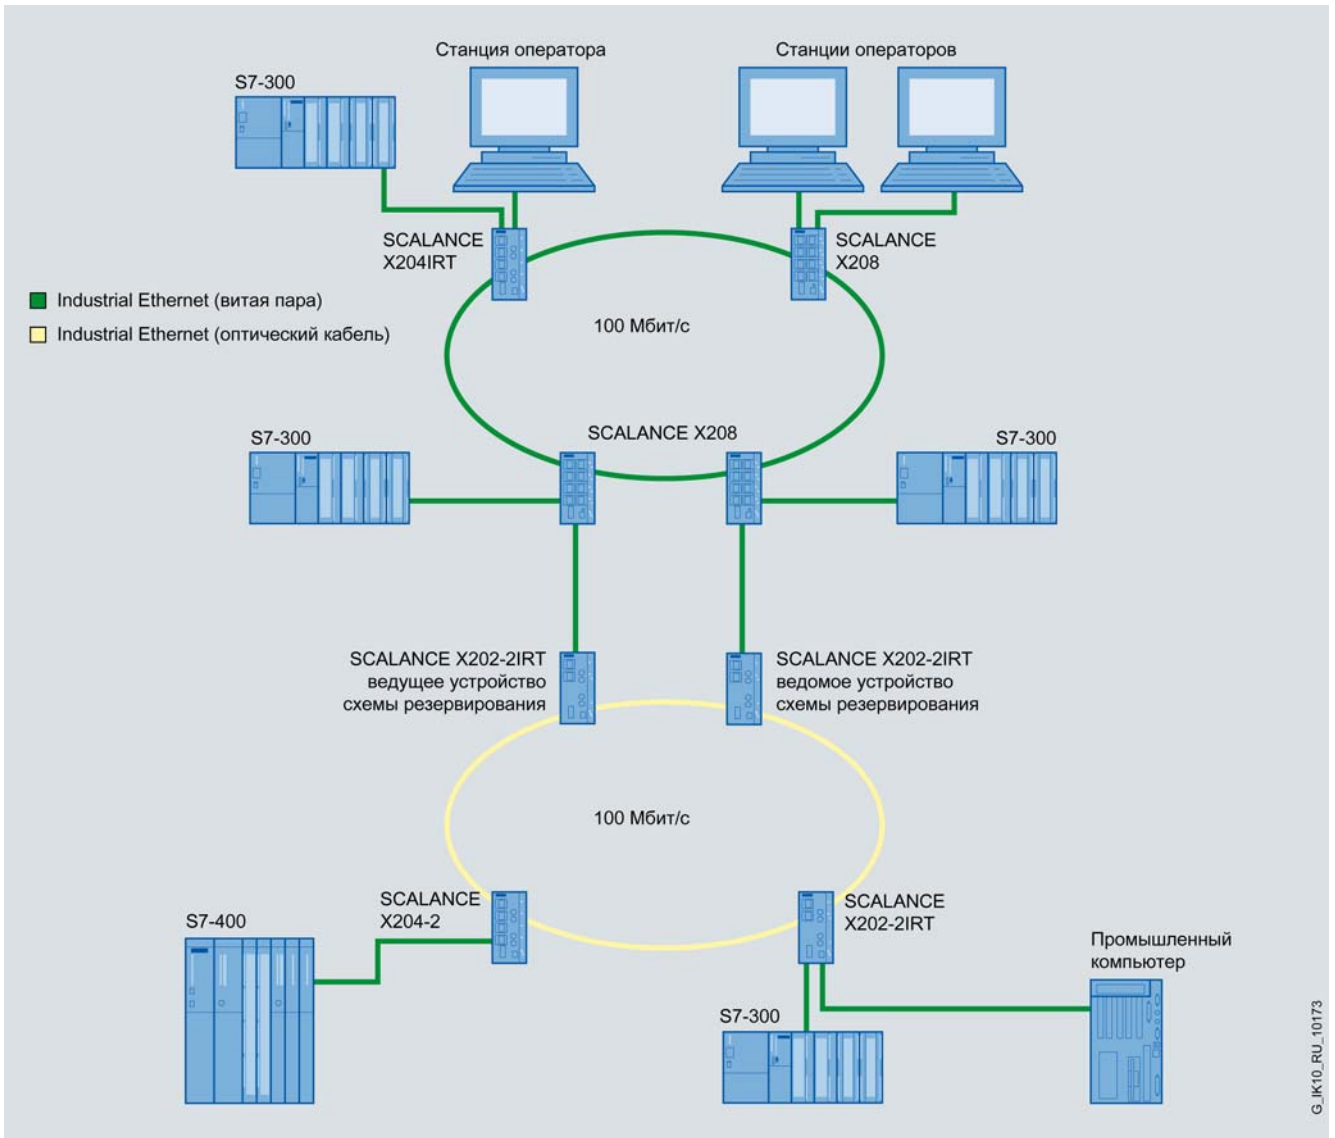 Станция оператора
Станции операторов
S7-300
SCALANCE
X204IRT
SCALANCE
X208
Industrial Ethernet (витая пара)
Industrial Ethernet (оптический кабель)
100 Мбит/с
S7-300
SCALANCE X208
S7-300
SCALANCE X202-2IRT
ведущее устройство
схемы резервирования
SCALANCE X202-2IRT
ведомое устройство
схемы резервирования
100 Мбит/с
SCALANCE
X204-2
SCALANCE
X202-2IRT
S7-400
Промышленный
компьютер
S7-300
G_IK10_RU_10173